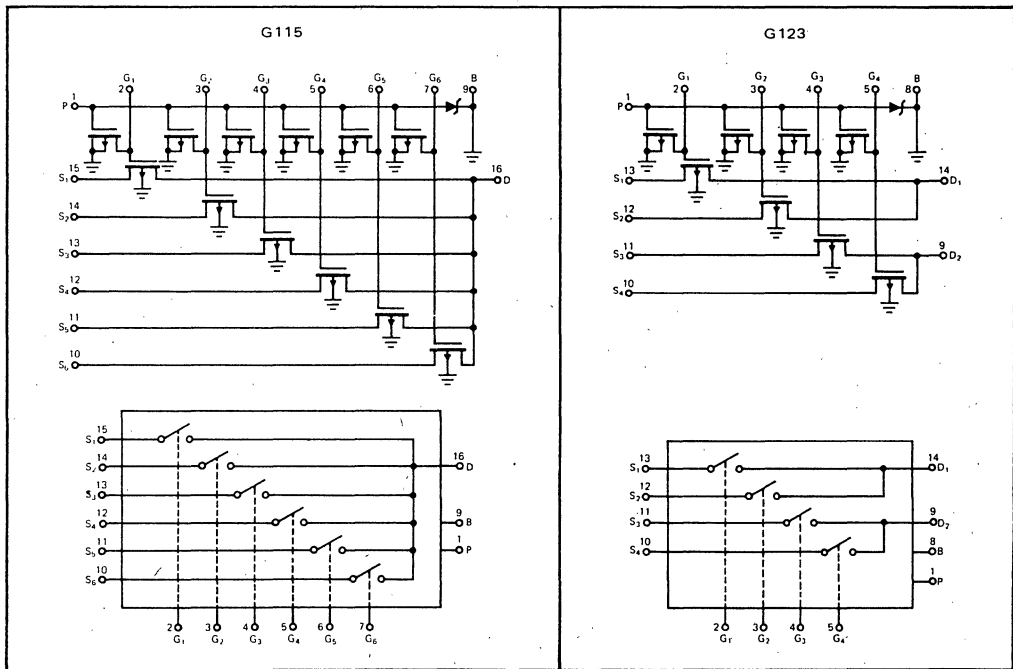 G115
G123
G1 G2 G3 G4 G5 G6 B
2 3 4 5 6 7 9
1
P
15
S1
16
D
14
S2
13
S3
12
S4
11
S5
10
S6
G1 G2 G3 G4 B
2 3 4 5 8
1
P
13
S1
14
D1
12
S2
11
S3
9
D2
10
S4
15
S1
14
S2
16
D
13
S3
12
S4
9
B
11
S5
1
P
10
S6
2 3 4 5 6 7
G1 G2 G3 G4 G5 G6
13
S1
14
D1
12
S2
11
S3
9
D2
10
S4
8
B
1
P
2 3 4 5
G1 G2 G3 G4